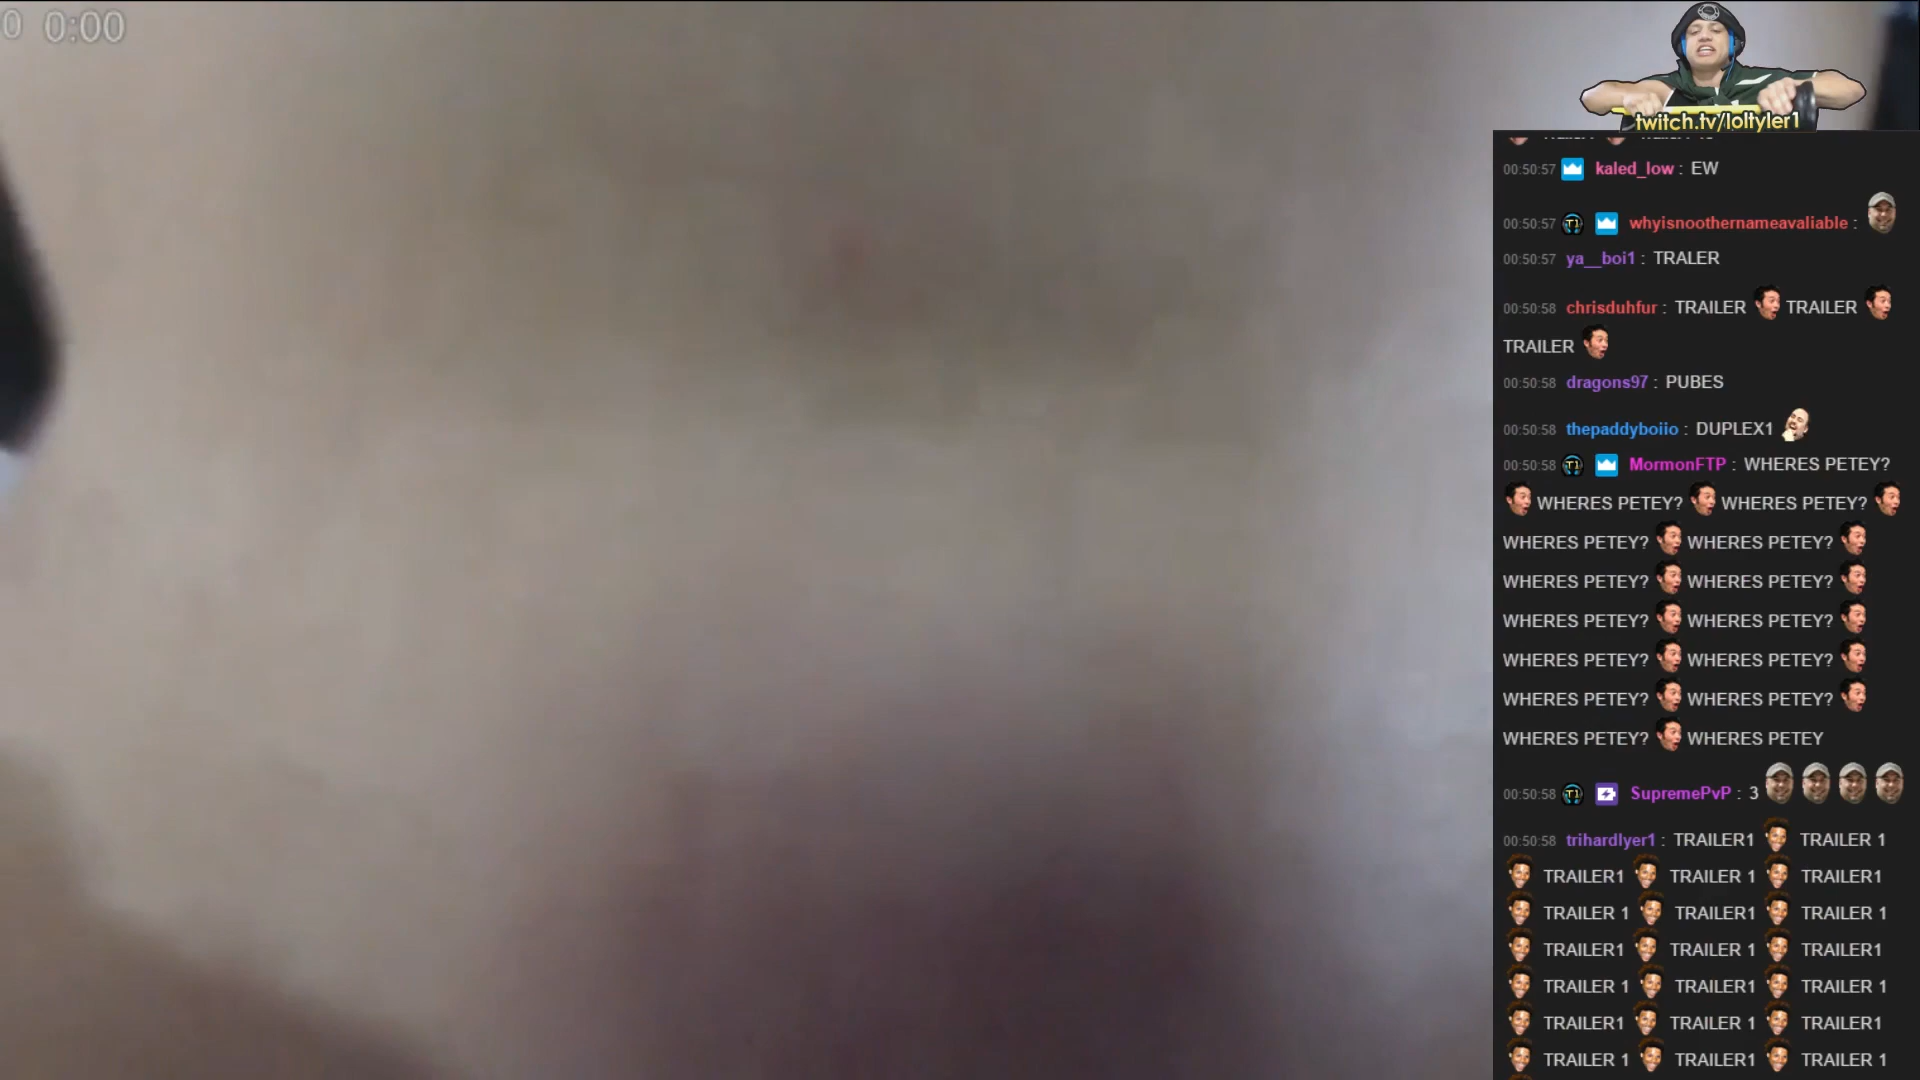 0 0:00
twitch.tv/loltyler1
00:50:57 kaled_low : EW
00:50:57 T1 whyisnoothernameavaliable :
00:50:57 ya__boi1 : TRALER
00:50:58 chrisduhfur : TRAILER TRAILER
TRAILER
00:50:58 dragons97 : PUBES
00:50:58 thepaddyboiio : DUPLEX1
00:50:58 T1 MormonFTP : WHERES PETEY?
WHERES PETEY? WHERES PETEY?
WHERES PETEY? WHERES PETEY?
WHERES PETEY? WHERES PETEY?
WHERES PETEY? WHERES PETEY?
WHERES PETEY? WHERES PETEY?
WHERES PETEY? WHERES PETEY?
WHERES PETEY? WHERES PETEY
00:50:58 T1 SupremePvP : 3
00:50:58 trihardlyer1 : TRAILER1 TRAILER 1
TRAILER1 TRAILER 1 TRAILER1
TRAILER 1 TRAILER1 TRAILER 1
TRAILER1 TRAILER 1 TRAILER1
TRAILER 1 TRAILER1 TRAILER 1
TRAILER1 TRAILER 1 TRAILER1
TRAILER 1 TRAILER1 TRAILER 1